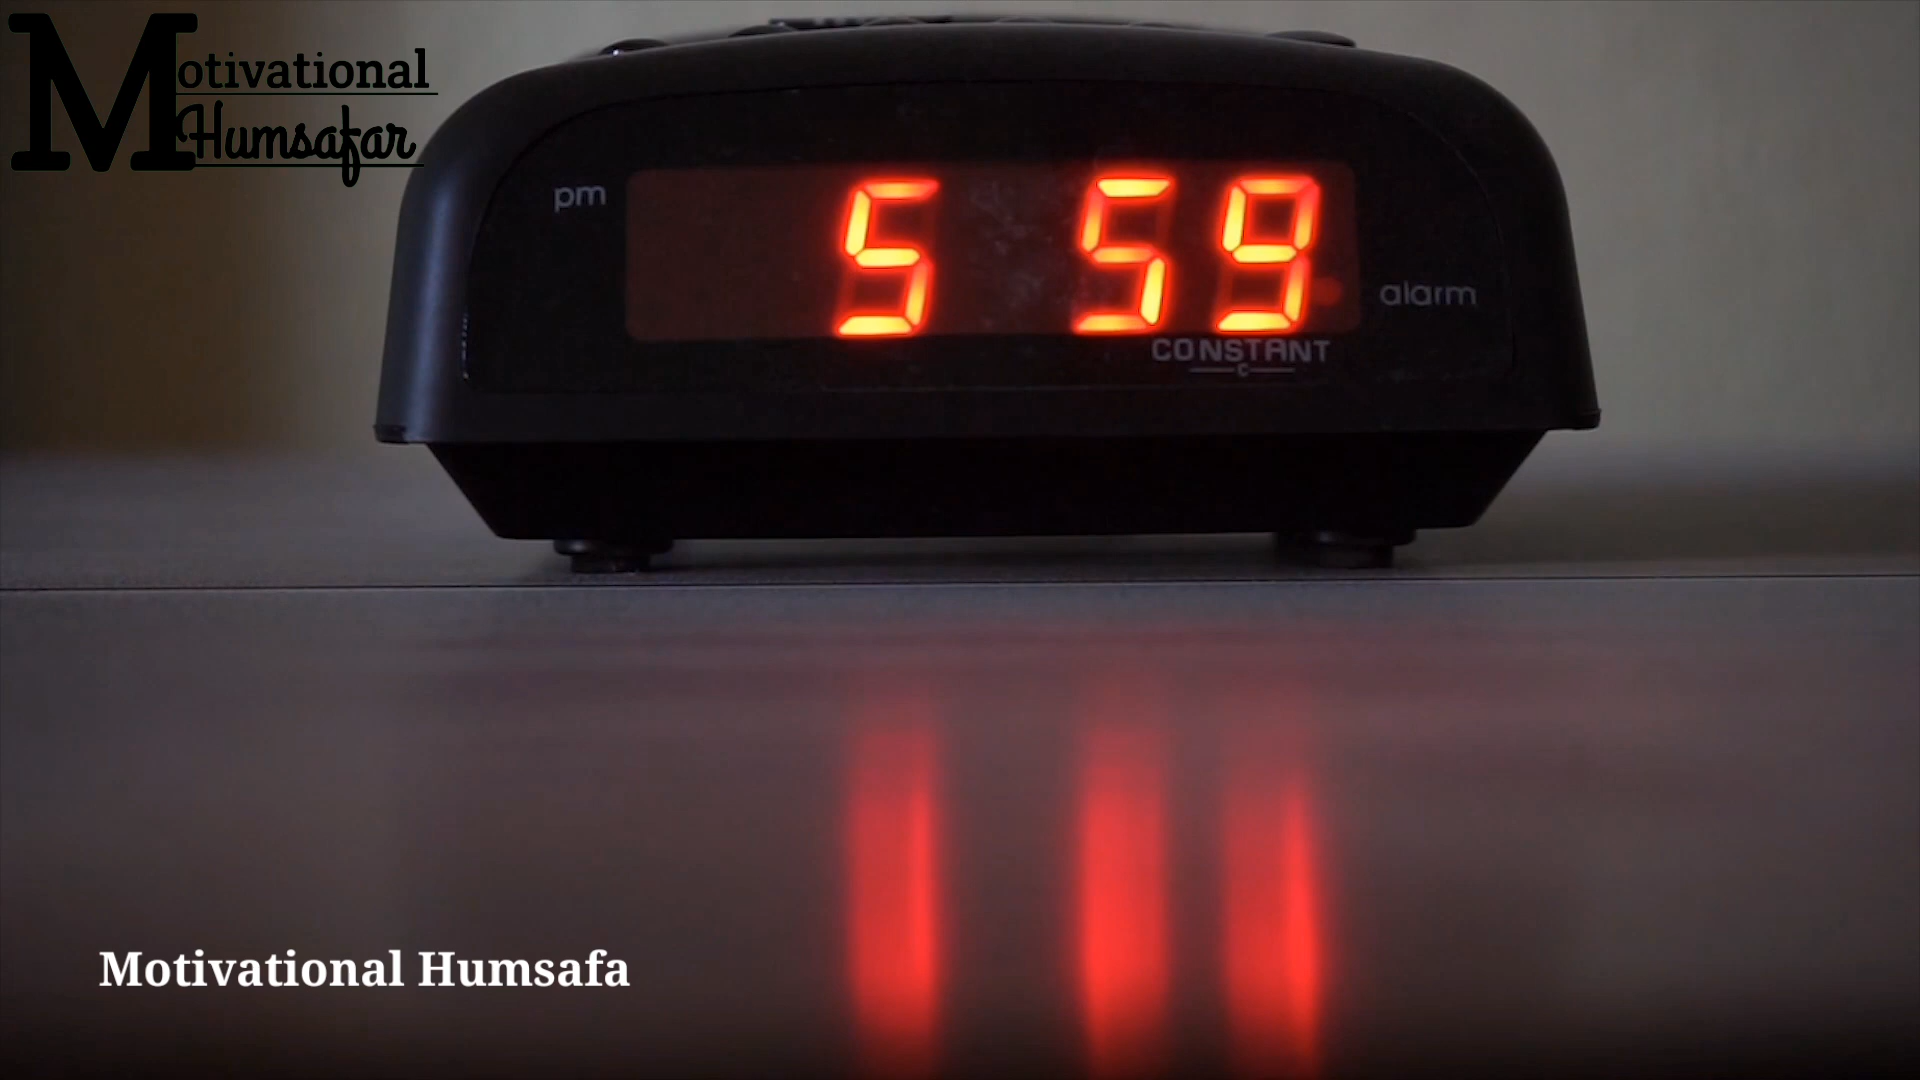 Motivational
Humsafar
pm
5 59
alarm
CONSTANT
C
Motivational Humsafa